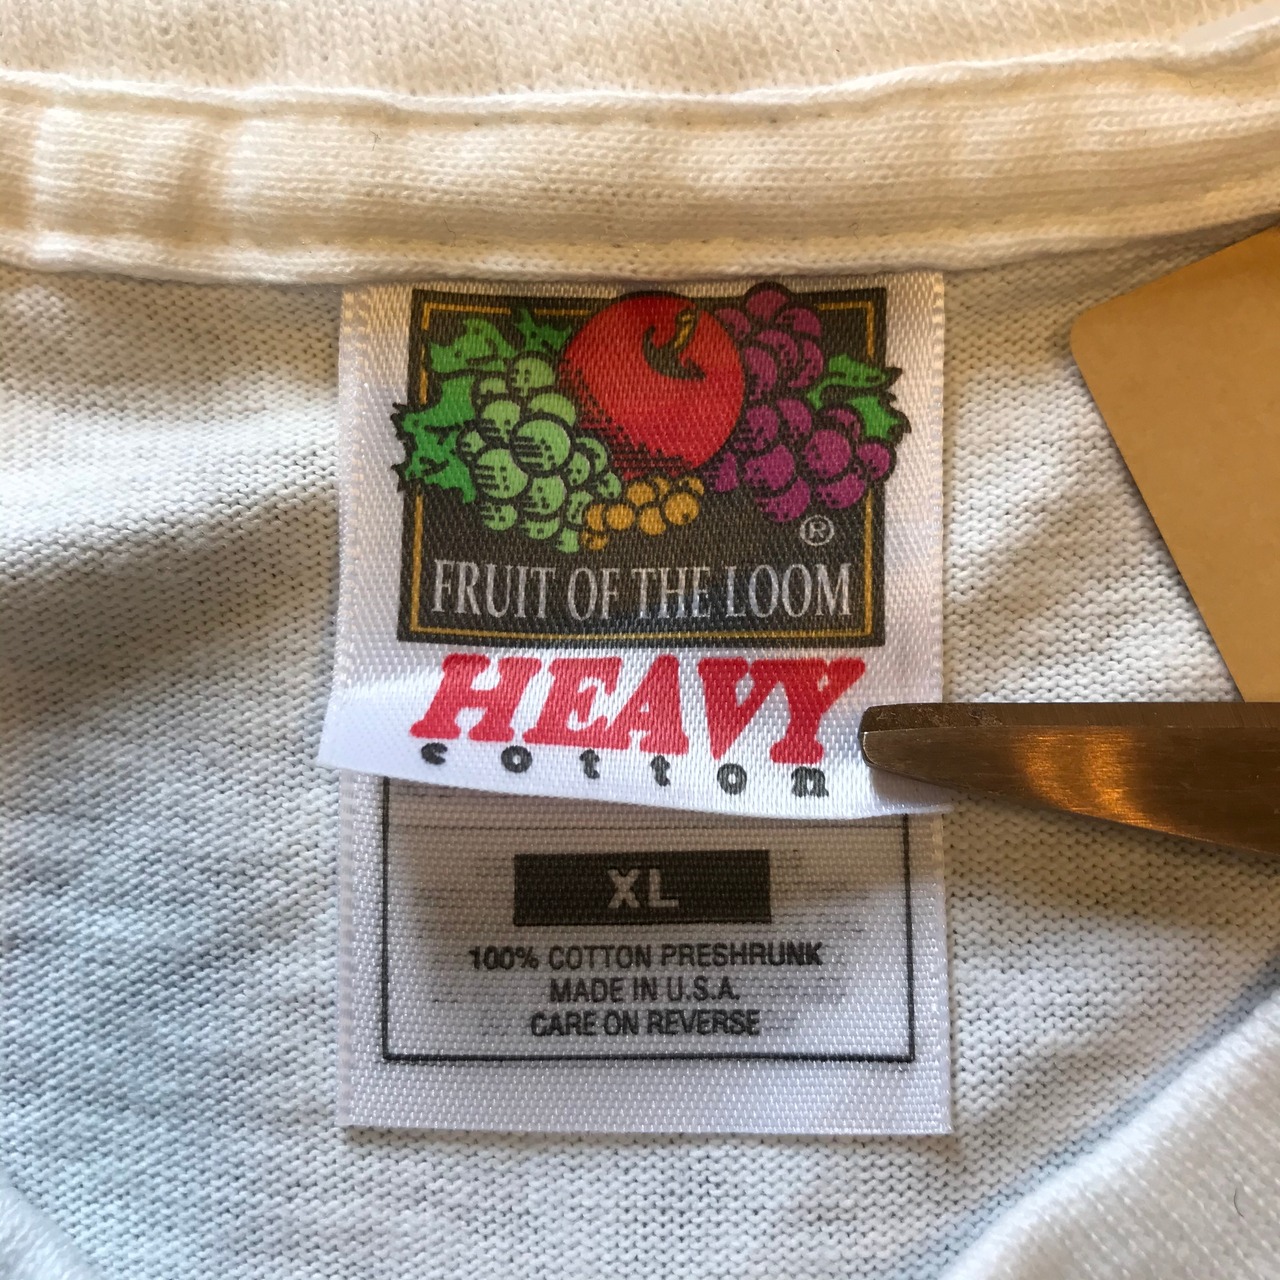 ®
FRUIT OF THE LOOM
HEAVY
cotton
XL
100% COTTON PRESHRUNK
MADE IN U.S.A.
CARE ON REVERSE